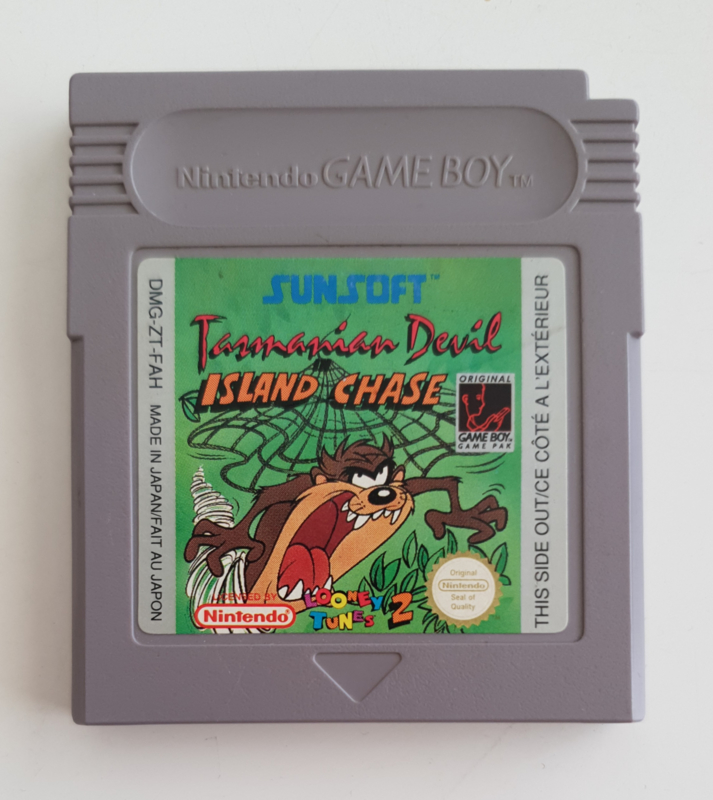 Nintendo GAME BOY TM
SUNSOFT™
Tasmanian Devil
ISLAND CHASE
ORIGINAL
GAME BOY
GAME PAK
LICENSED BY
Nintendo
LOONEY
TUNES 2
Original
Nintendo
Seal of
Quality
DMG-ZT-FAH MADE IN JAPAN/FAIT AU JAPON
THIS SIDE OUT/CE CÔTÉ A L'EXTÉRIEUR